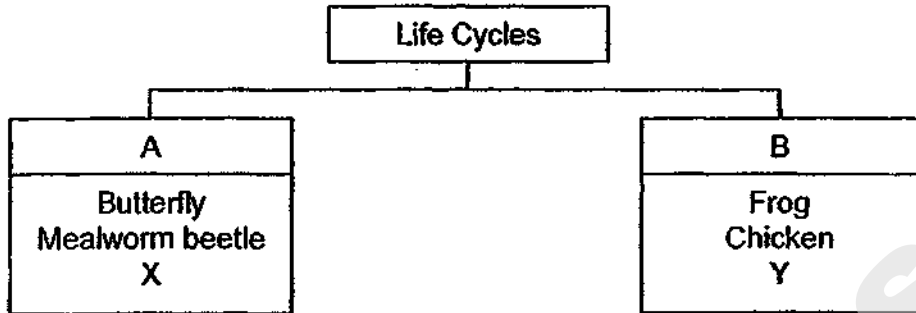 Life Cycles
A
Butterfly
Mealworm beetle
X
B
Frog
Chicken
Y